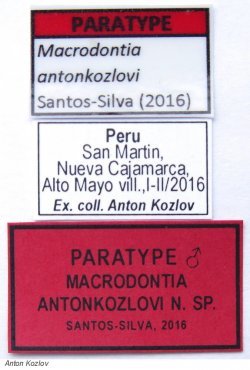 PARATYPE
Macrodontia
antonkozlovi
Santos-Silva (2016)
Peru
San Martin,
Nueva Cajamarca,
Alto Mayo vill.,I-II/2016
Ex. coll. Anton Kozlov
PARATYPE ♂
MACRODONTIA
ANTONKOZLOVI N. SP.
SANTOS-SILVA, 2016
Anton Kozlov